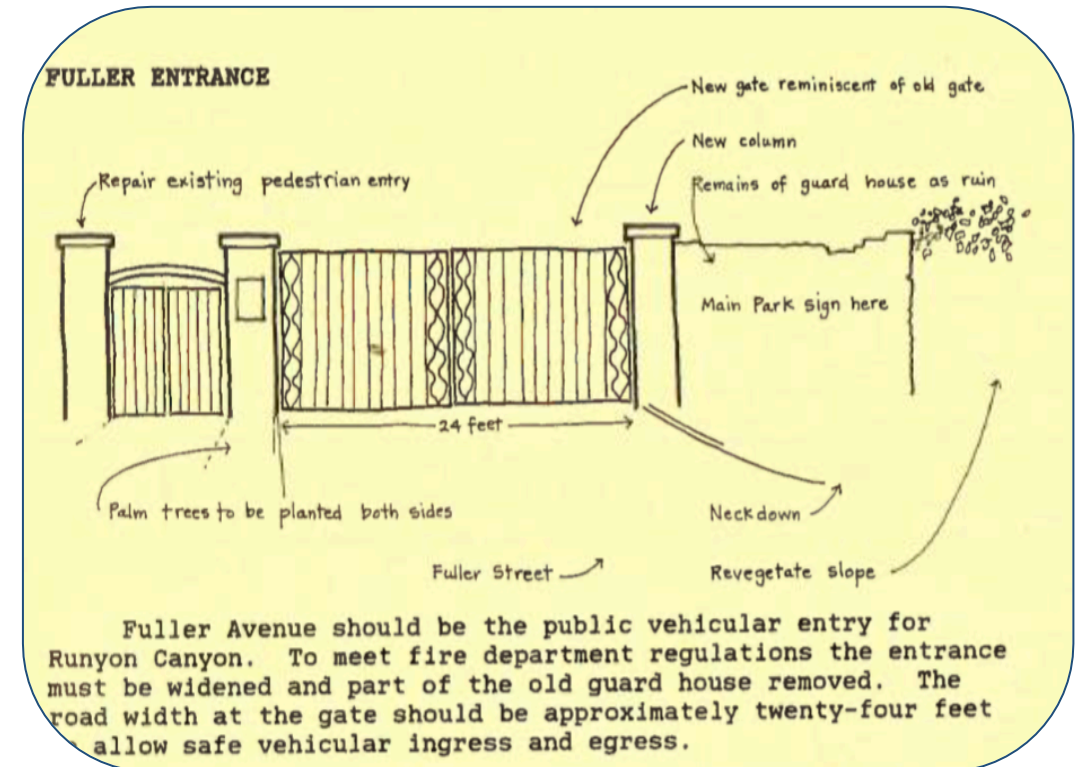 FULLER ENTRANCE
New gate reminiscent of old gate
New column
Repair existing pedestrian entry
Remains of guard house as ruin
Main Park sign here
24 feet
Palm trees to be planted both sides
Neckdown
Fuller Street
Revegetate slope
Fuller Avenue should be the public vehicular entry for
Runyon Canyon. To meet fire department regulations the entrance
must be widened and part of the old guard house removed. The
road width at the gate should be approximately twenty-four feet
allow safe vehicular ingress and egress.